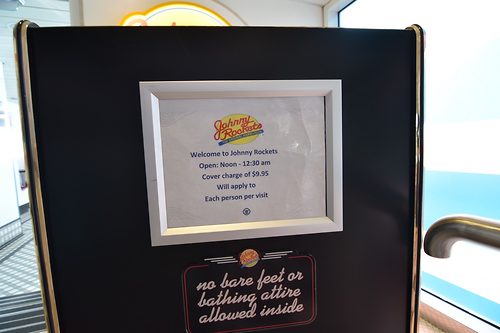 Johnny
Rockets
Welcome to Johnny Rockets
Open: Noon - 12:30 am
Cover charge of $9.95
Will apply to
Each person per visit
no bare feet or
bathing attire
allowed inside